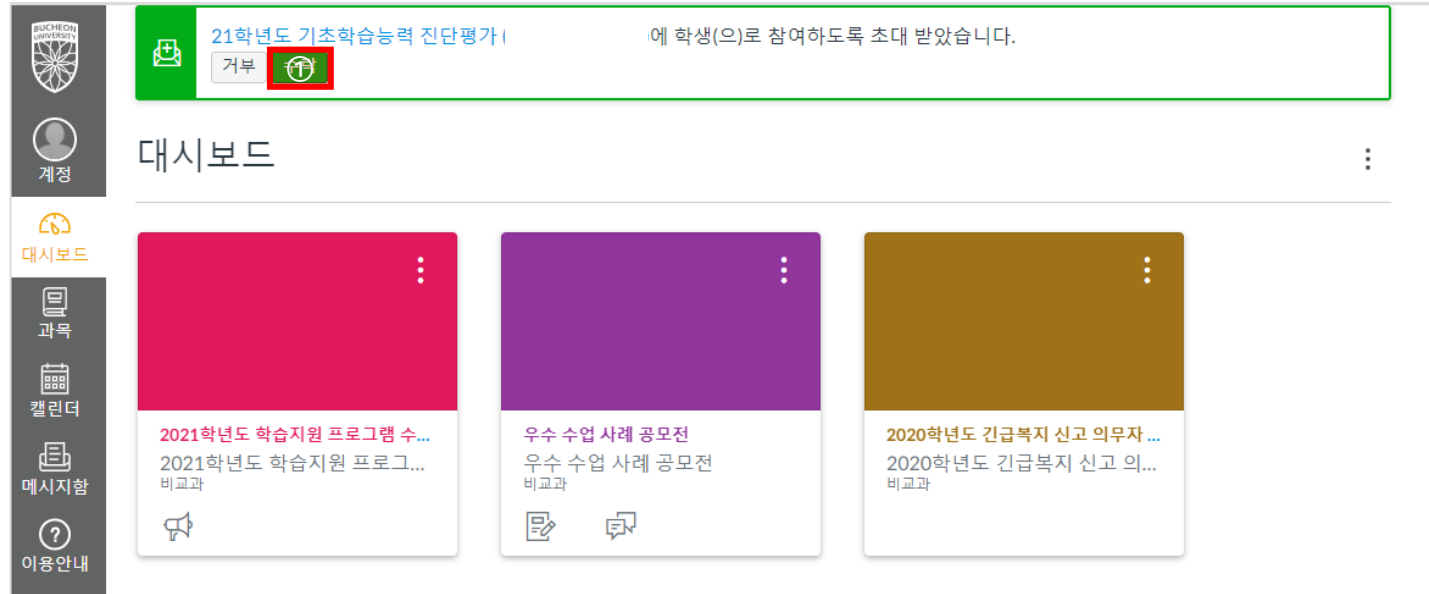 BUCHEON
UNIVERSITY
계정
대시보드
과목
캘린더
메시지함
이용안내
21학년도 기초학습능력 진단평가 ( 에 학생(으)로 참여하도록 초대 받았습니다.
거부 ①
대시보드
2021학년도 학습지원 프로그램 수...
2021학년도 학습지원 프로그...
비교과
우수 수업 사례 공모전
우수 수업 사례 공모전
비교과
2020학년도 긴급복지 신고 의무자 ...
2020학년도 긴급복지 신고 의...
비교과